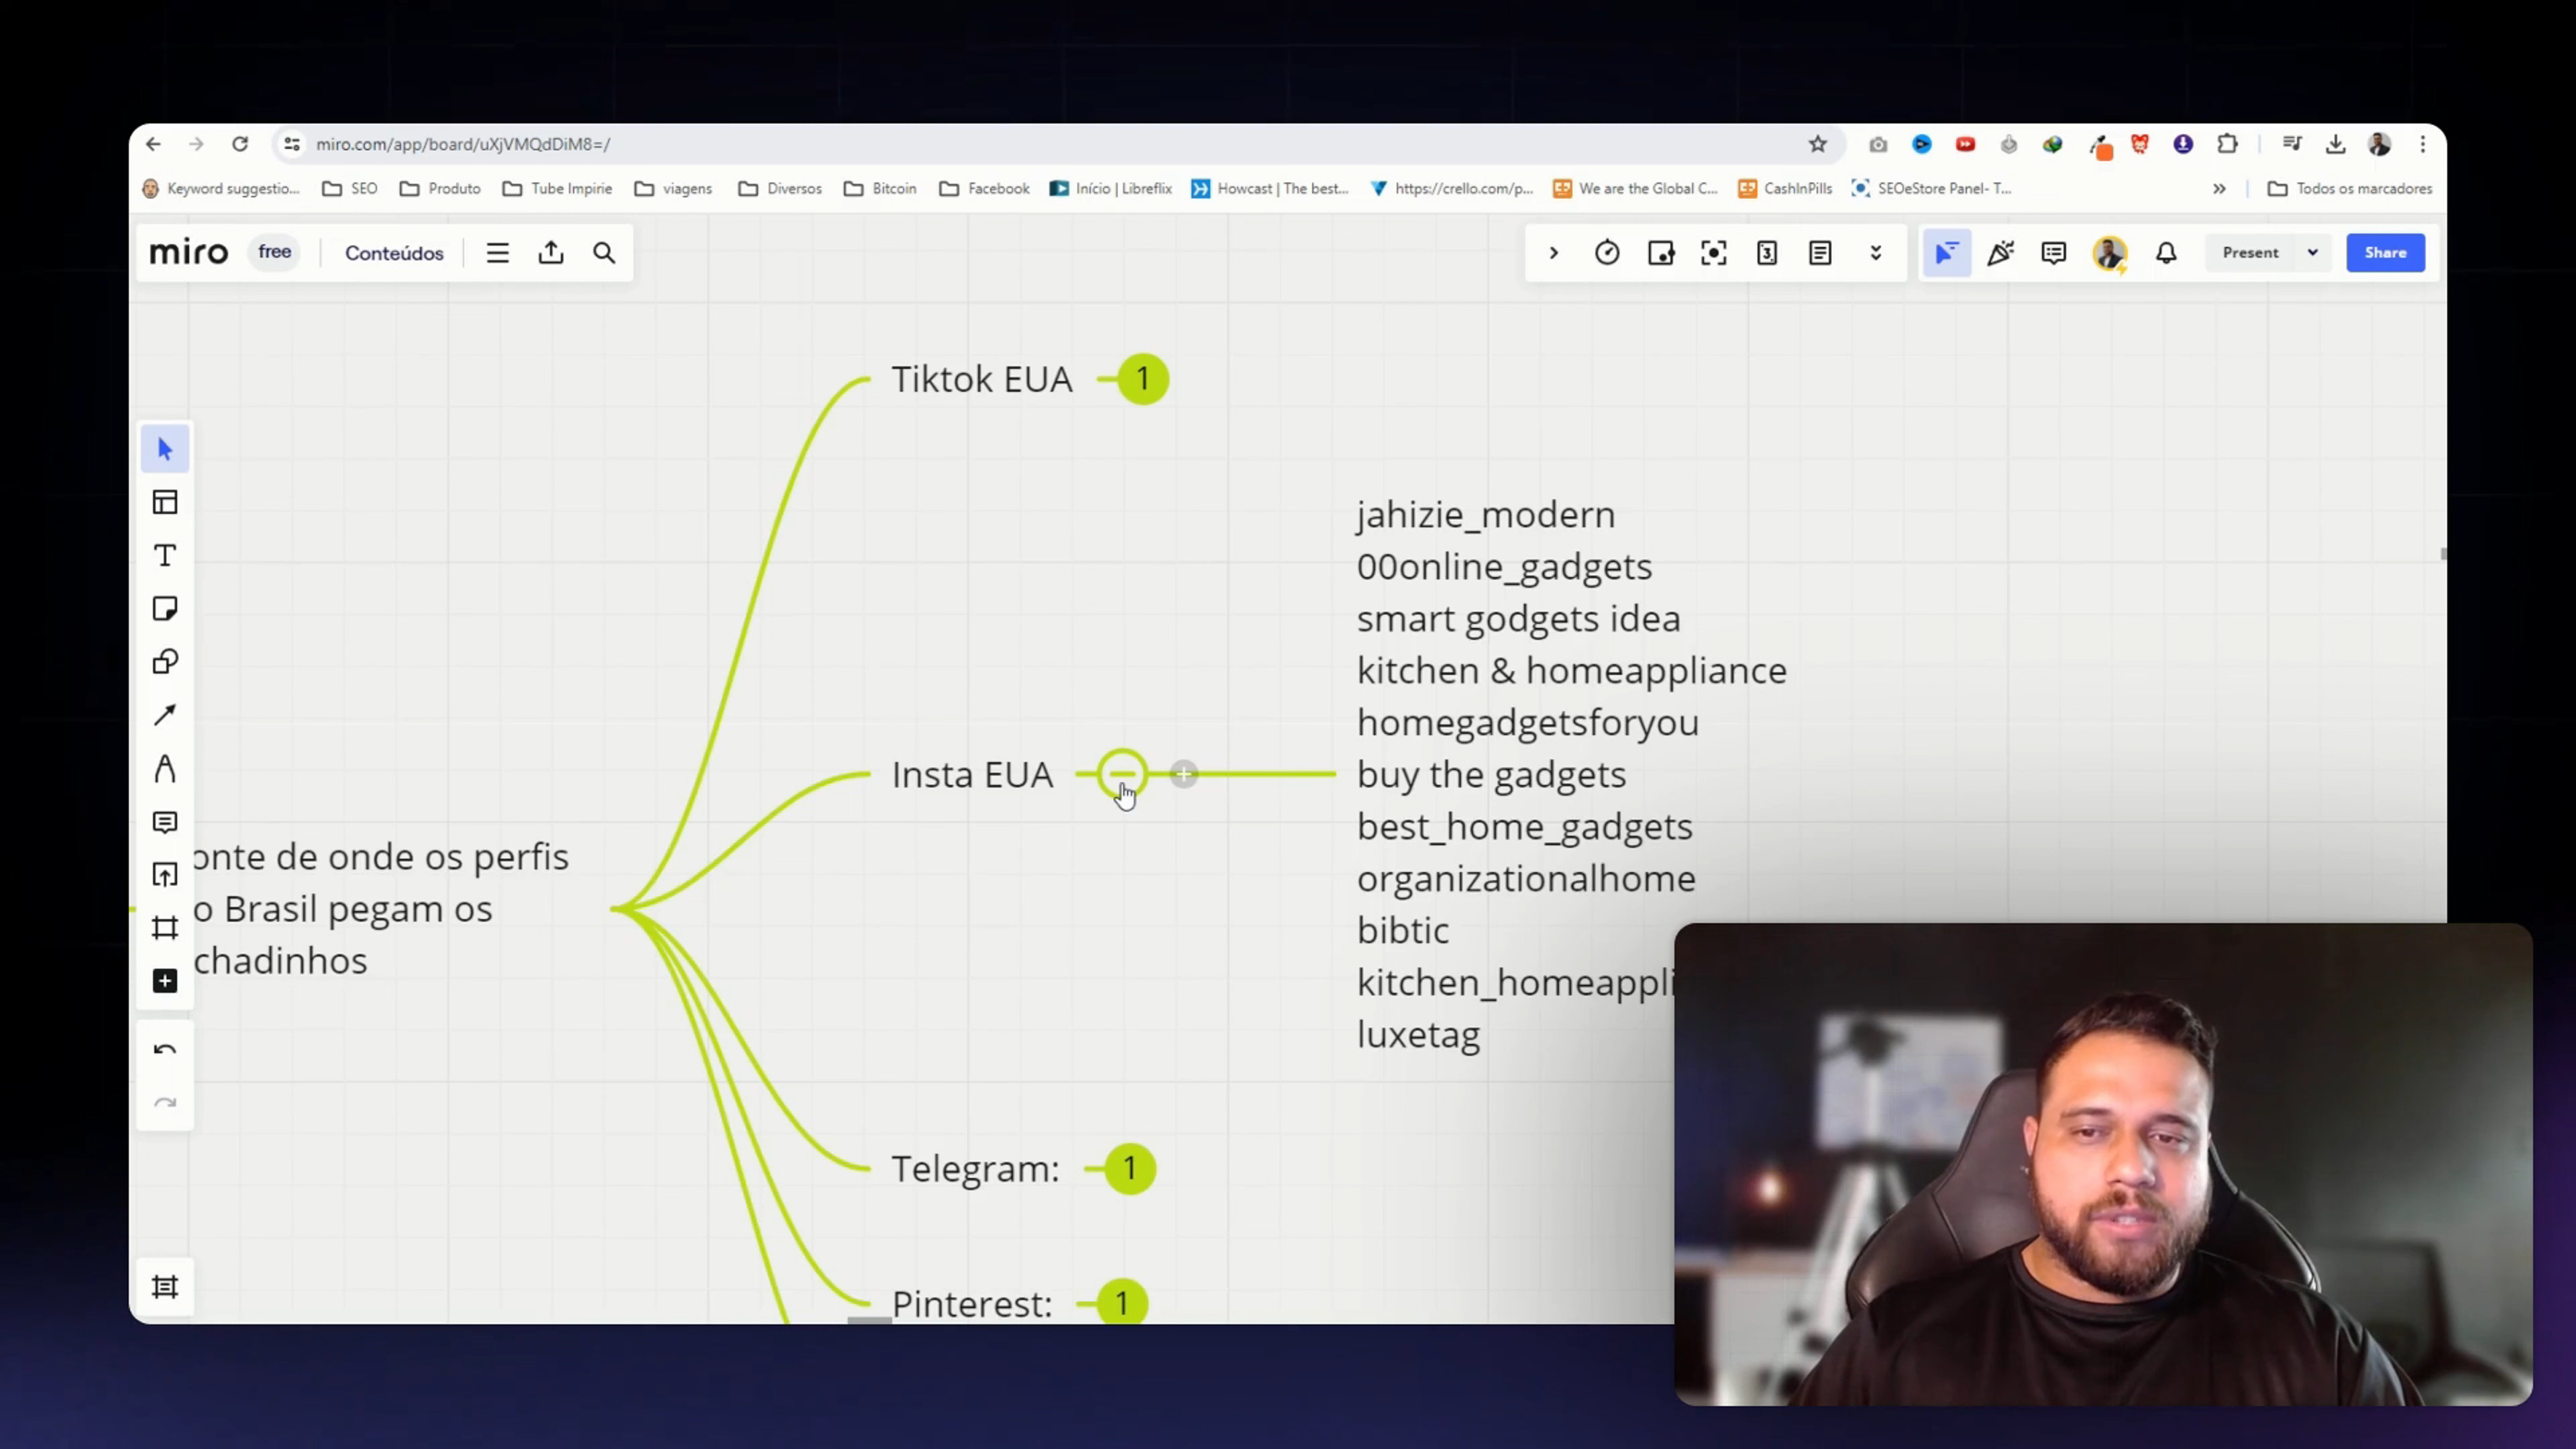 miro.com/app/board/uXjVMQdDiM8=/
Keyword suggestio... SEO Produto Tube Impirie viagens Diversos Bitcoin Facebook Início | Libreflix Howcast | The best... https://crello.com/p... We are the Global C... CashInPills SEOeStore Panel- T... » Todos os marcadores
miro free Conteúdos Present Share
Tiktok EUA 1
jahizie_modern
00online_gadgets
smart godgets idea
kitchen & homeappliance
homegadgetsforyou
Insta EUA
buy the gadgets
best_home_gadgets
organizationalhome
bibtic
kitchen_homeappli
luxetag
onte de onde os perfis
o Brasil pegam os
chadinhos
Telegram: 1
Pinterest: 1